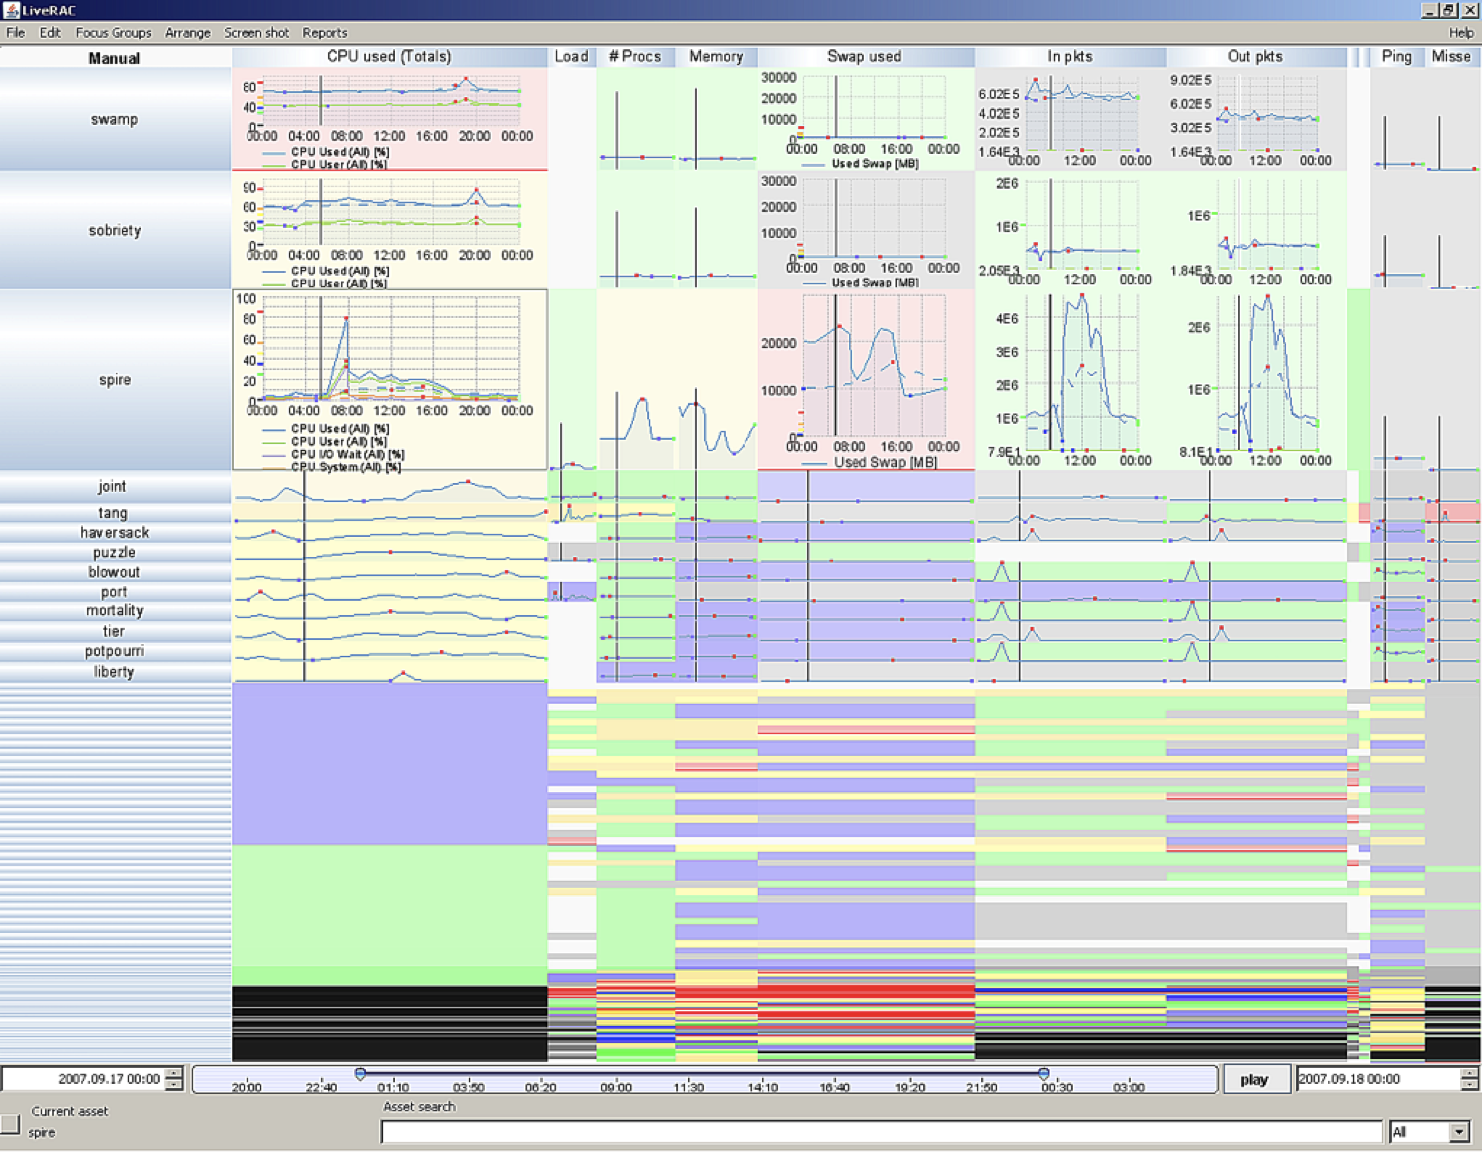 LiveRAC
File Edit Focus Groups Arrange Screen shot Reports Help
Manual CPU used (Totals) Load # Procs Memory Swap used In pkts Out pkts Ping Misse
swamp
80
40
0
00:00 04:00 08:00 12:00 16:00 20:00 00:00
CPU Used (All) [%]
CPU User (All) [%]
30000
20000
10000
0
00:00 08:00 16:00 00:00
Used Swap [MB]
6.02E5
4.02E5
2.02E5
1.64E3
00:00 12:00 00:00
9.02E5
6.02E5
3.02E5
1.64E3
00:00 12:00 00:00
sobriety
90
60
30
0
00:00 04:00 08:00 12:00 16:00 20:00 00:00
CPU Used (All) [%]
CPU User (All) [%]
30000
20000
10000
0
00:00 08:00 16:00 00:00
Used Swap [MB]
2E6
1E6
2.05E3
00:00 12:00 00:00
1E6
1.84E3
00:00 12:00 00:00
spire
100
80
60
40
20
0
00:00 04:00 08:00 12:00 16:00 20:00 00:00
CPU Used (All) [%]
CPU User (All) [%]
CPU I/O Wait (All) [%]
CPU System (All) [%]
20000
10000
0
00:00 08:00 16:00 00:00
Used Swap [MB]
4E6
3E6
2E6
1E6
7.9E1
00:00 12:00 00:00
2E6
1E6
8.1E1
00:00 12:00 00:00
joint
tang
haversack
puzzle
blowout
port
mortality
tier
potpourri
liberty
2007.09.17 00:00
20:00 22:40 01:10 03:50 06:20 09:00 11:30 14:10 16:40 19:20 21:50 00:30 03:00
play
2007.09.18 00:00
Current asset
spire
Asset search
All